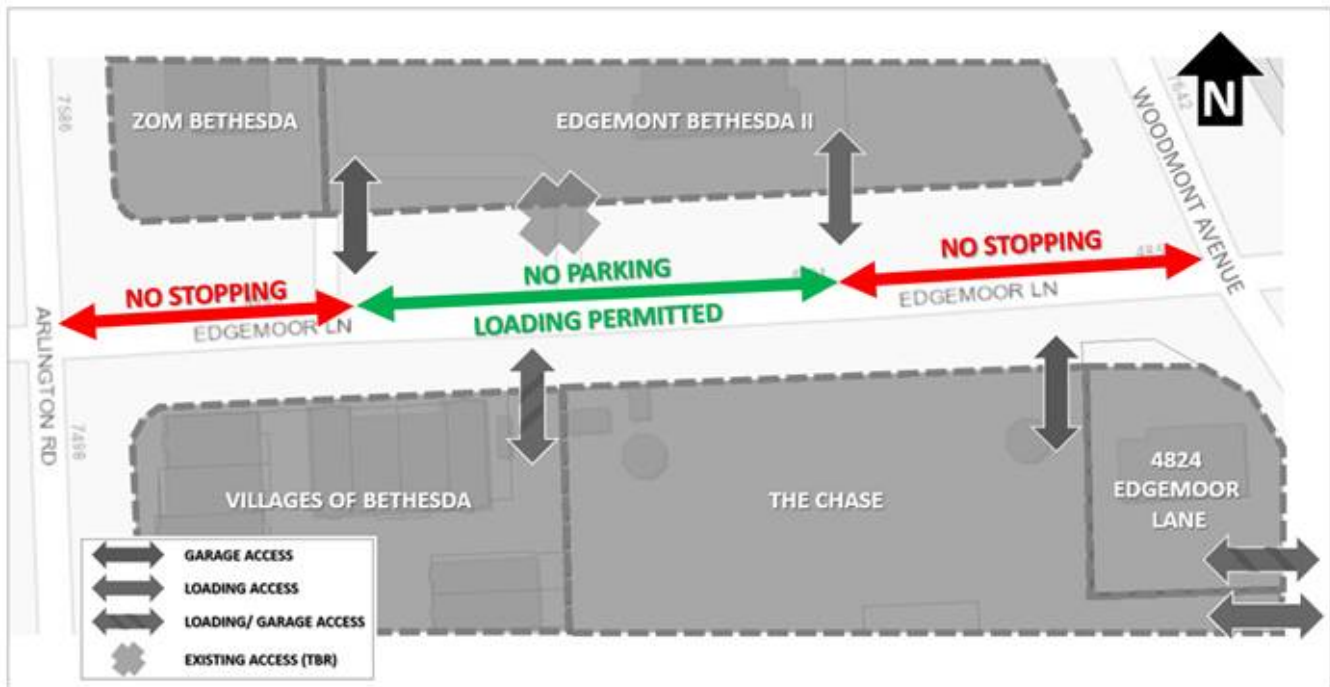 N
7586
ZOM BETHESDA
EDGEMONT BETHESDA II
7642
WOODMONT AVENUE
NO STOPPING
NO PARKING
NO STOPPING
EDGEMOOR LN
LOADING PERMITTED
EDGEMOOR LN
ARLINGTON RD
7498
VILLAGES OF BETHESDA
THE CHASE
4824
EDGEMOOR
LANE
GARAGE ACCESS
LOADING ACCESS
LOADING/ GARAGE ACCESS
EXISTING ACCESS (TBR)